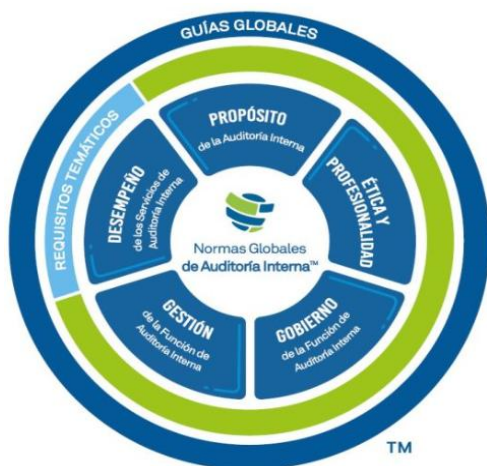 GUÍAS GLOBALES
REQUISITOS TEMÁTICOS
PROPÓSITO
de la Auditoría Interna
ÉTICA Y
PROFESIONALIDAD
GOBIERNO
de la Función de
Auditoría Interna
GESTIÓN
de la Función de
Auditoría Interna
DESEMPEÑO
de los Servicios de
Auditoría Interna
Normas Globales
de Auditoría Interna™
TM